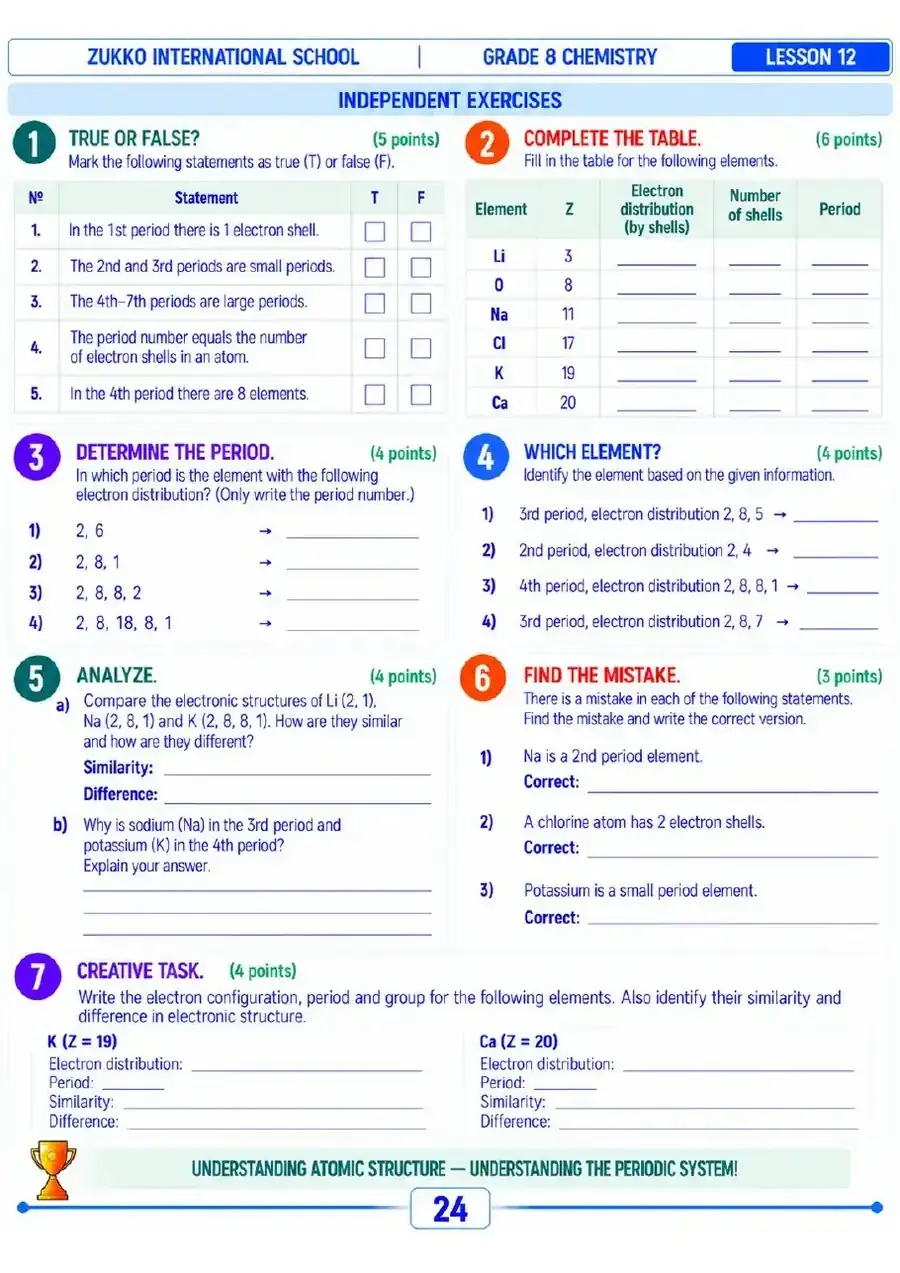 ZUKKO INTERNATIONAL SCHOOL | GRADE 8 CHEMISTRY LESSON 12
INDEPENDENT EXERCISES
1 TRUE OR FALSE? (5 points)
Mark the following statements as true (T) or false (F).
№ Statement T F
1. In the 1st period there is 1 electron shell.
2. The 2nd and 3rd periods are small periods.
3. The 4th–7th periods are large periods.
4. The period number equals the number
of electron shells in an atom.
5. In the 4th period there are 8 elements.
2 COMPLETE THE TABLE. (6 points)
Fill in the table for the following elements.
Element Z Electron distribution (by shells) Number of shells Period
Li 3
O 8
Na 11
Cl 17
K 19
Ca 20
3 DETERMINE THE PERIOD. (4 points)
In which period is the element with the following
electron distribution? (Only write the period number.)
1) 2, 6 →
2) 2, 8, 1 →
3) 2, 8, 8, 2 →
4) 2, 8, 18, 8, 1 →
4 WHICH ELEMENT? (4 points)
Identify the element based on the given information.
1) 3rd period, electron distribution 2, 8, 5 →
2) 2nd period, electron distribution 2, 4 →
3) 4th period, electron distribution 2, 8, 8, 1 →
4) 3rd period, electron distribution 2, 8, 7 →
5 ANALYZE. (4 points)
a) Compare the electronic structures of Li (2, 1),
Na (2, 8, 1) and K (2, 8, 8, 1). How are they similar
and how are they different?
Similarity:
Difference:
b) Why is sodium (Na) in the 3rd period and
potassium (K) in the 4th period?
Explain your answer.
6 FIND THE MISTAKE. (3 points)
There is a mistake in each of the following statements.
Find the mistake and write the correct version.
1) Na is a 2nd period element.
Correct:
2) A chlorine atom has 2 electron shells.
Correct:
3) Potassium is a small period element.
Correct:
7 CREATIVE TASK. (4 points)
Write the electron configuration, period and group for the following elements. Also identify their similarity and
difference in electronic structure.
K (Z = 19)
Electron distribution:
Period:
Similarity:
Difference:
Ca (Z = 20)
Electron distribution:
Period:
Similarity:
Difference:
UNDERSTANDING ATOMIC STRUCTURE — UNDERSTANDING THE PERIODIC SYSTEM!
24